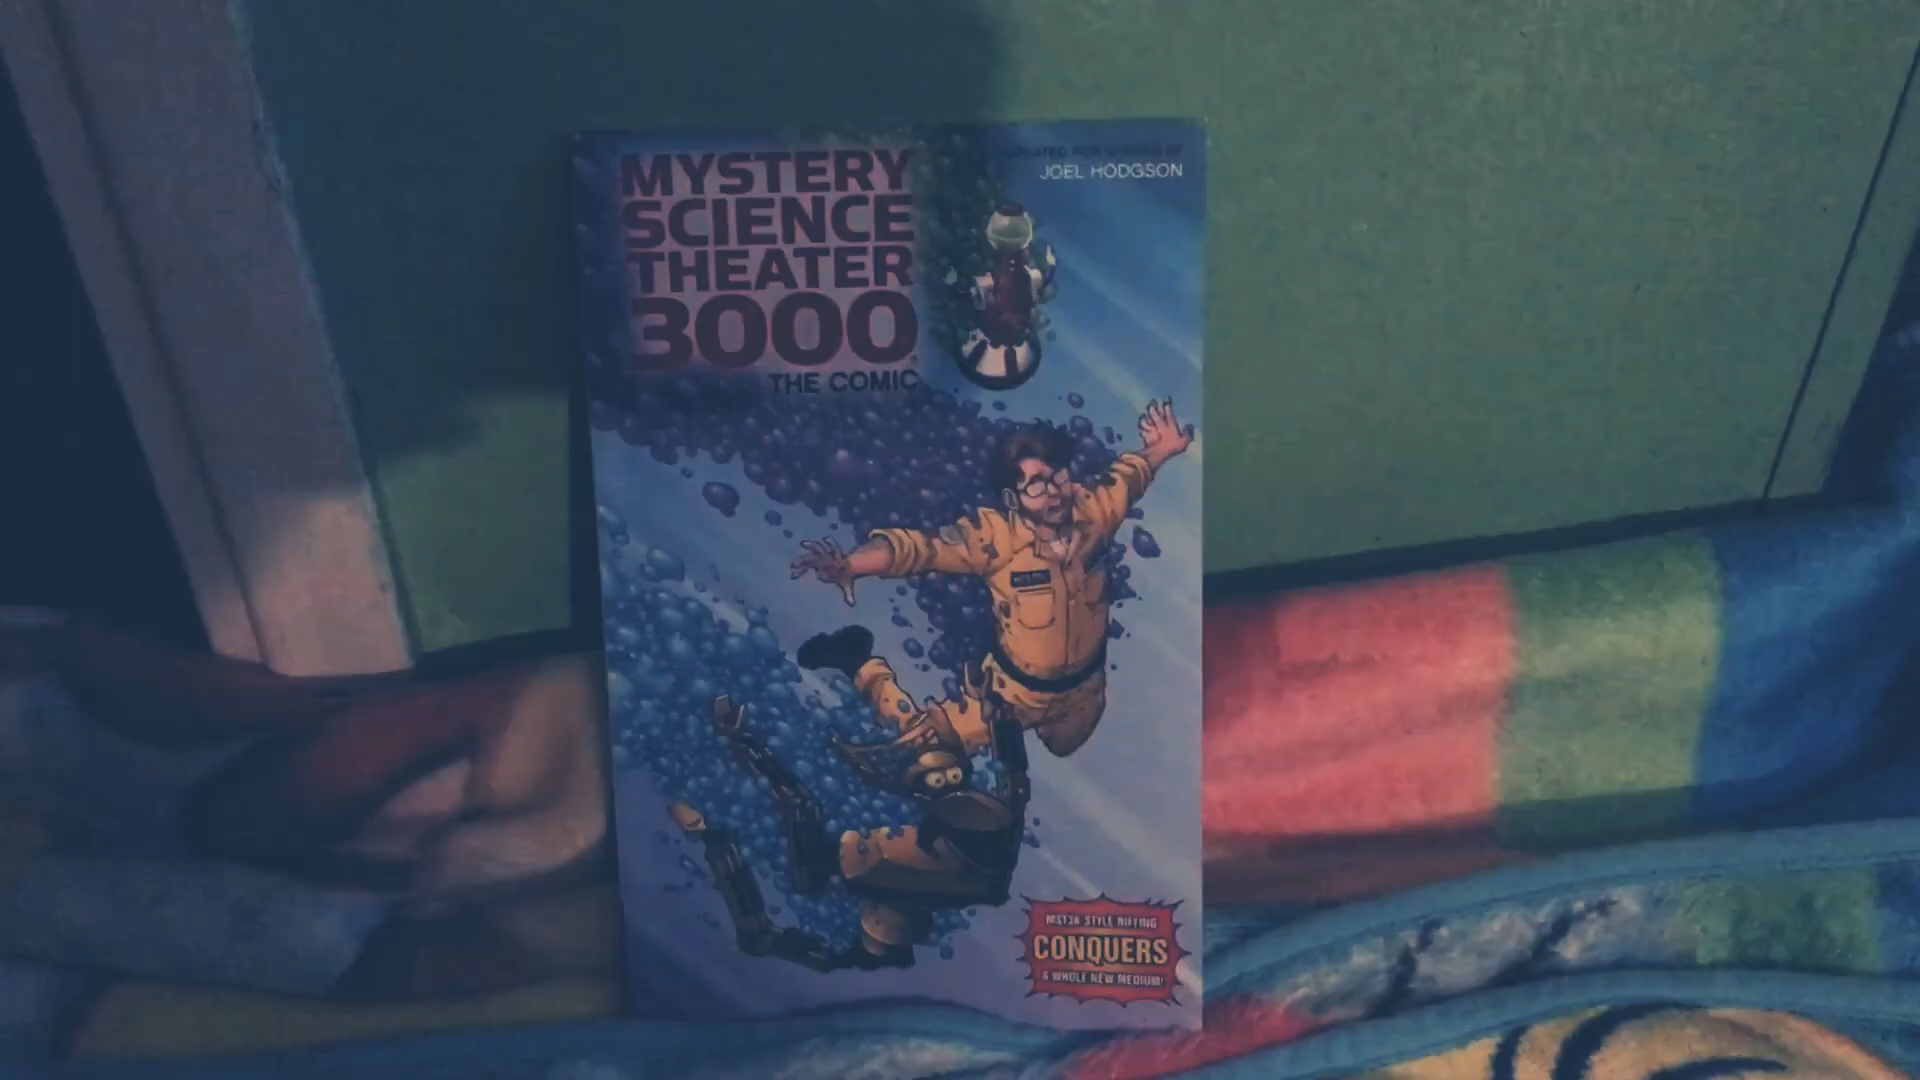 MYSTERY
SCIENCE
THEATER
3000
THE COMIC
JOEL HODGSON
MST3K STYLE RIFFING
CONQUERS
A WHOLE NEW MEDIUM!